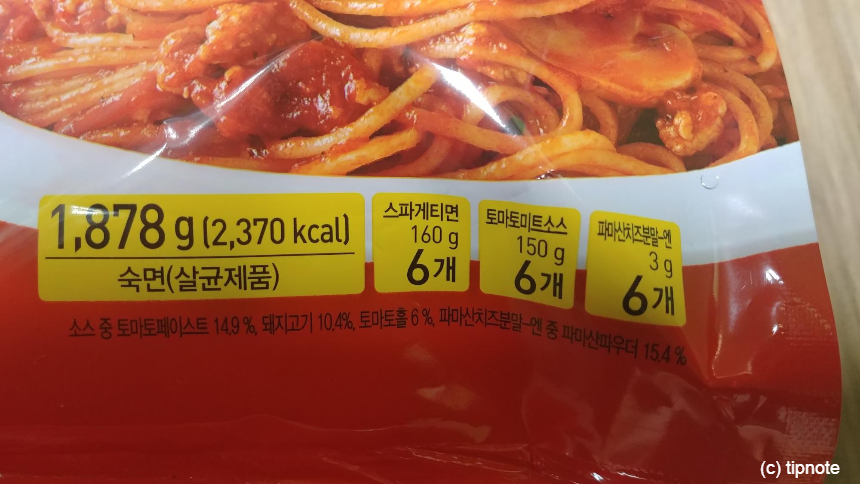 1,878 g (2,370 kcal)
숙면(살균제품)
스파게티면
160 g
6개
토마토미트소스
150 g
6개
파마산치즈분말-엔
3 g
6개
소스 중 토마토페이스트 14.9 %, 돼지고기 10.4%, 토마토홀 6 %, 파마산치즈분말-엔 중 파마산파우더 15.4 %
(c) tipnote